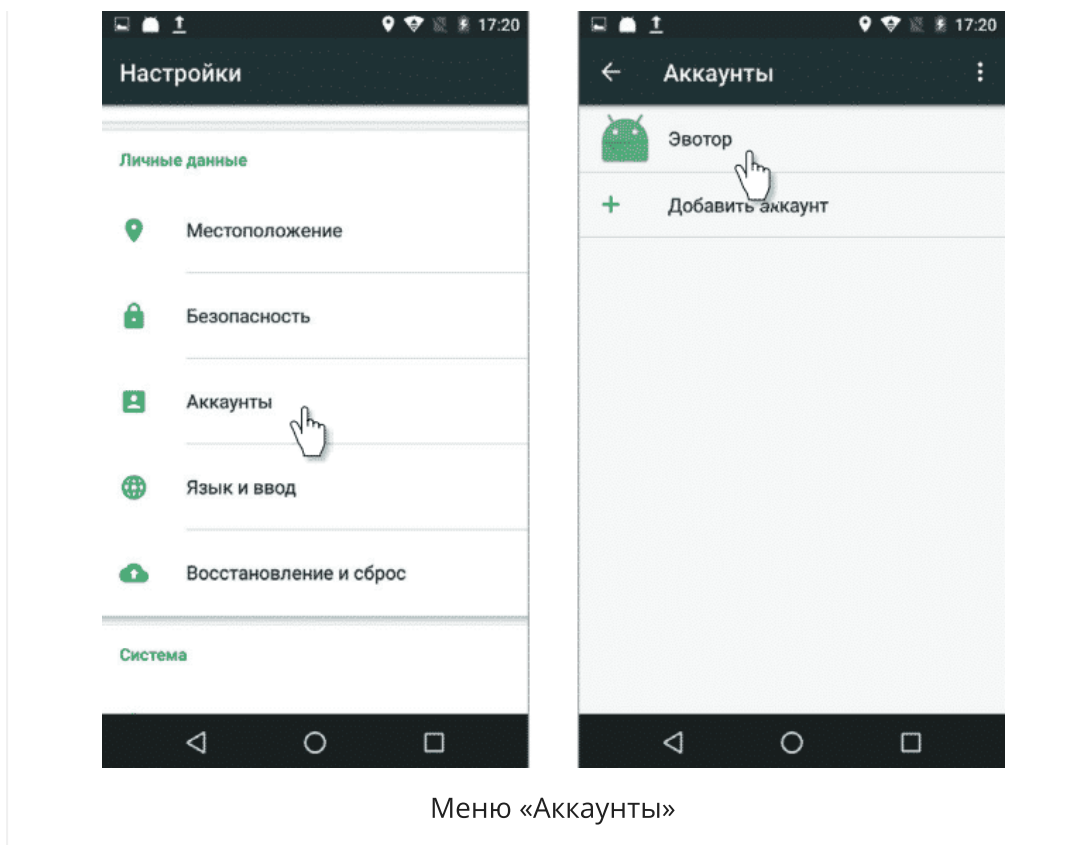 17:20
Настройки
Личные данные
Местоположение
Безопасность
Аккаунты
Язык и ввод
Восстановление и сброс
Система
17:20
Аккаунты
Эвотор
Добавить аккаунт
Меню «Аккаунты»